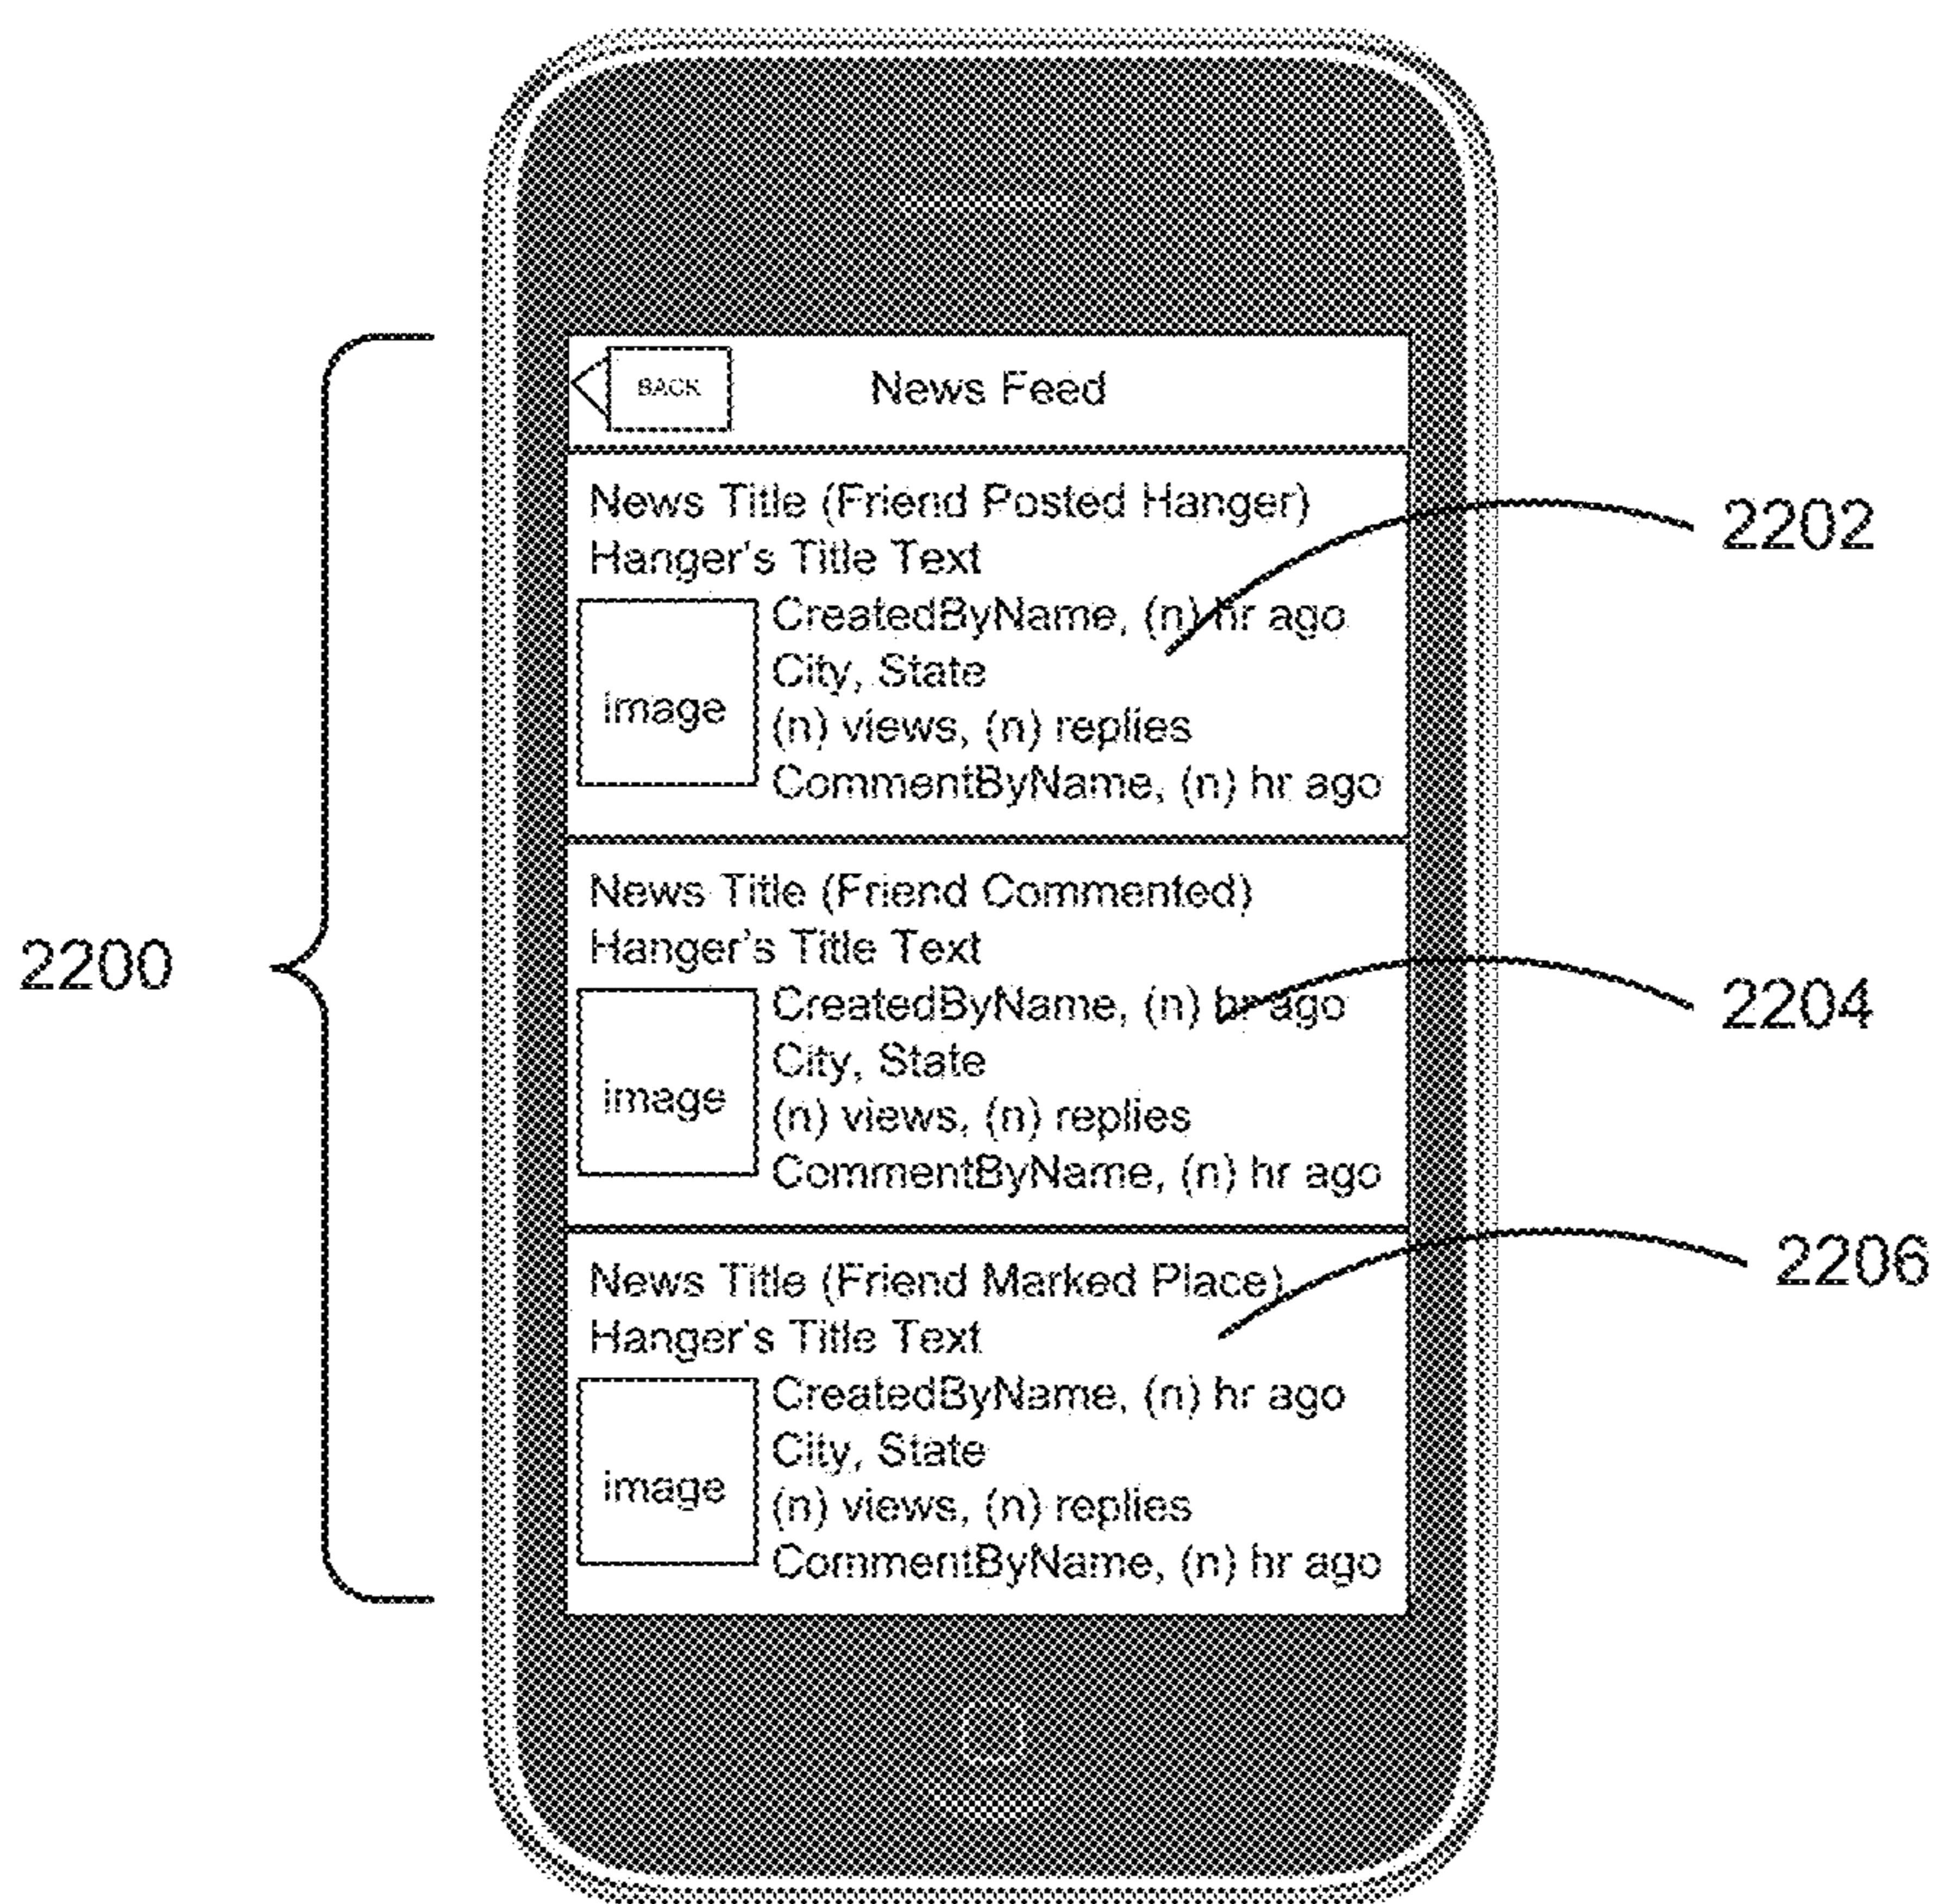 BACK
News Feed
News Title (Friend Posted Hanger)
Hanger's Title Text
image
CreatedByName, (n) hr ago
City, State
(n) views, (n) replies
CommentByName, (n) hr ago
2202
News Title (Friend Commented)
Hanger's Title Text
image
CreatedByName, (n) hr ago
City, State
(n) views, (n) replies
CommentByName, (n) hr ago
2200
2204
News Title (Friend Marked Place)
Hanger's Title Text
image
CreatedByName, (n) hr ago
City, State
(n) views, (n) replies
CommentByName, (n) hr ago
2206